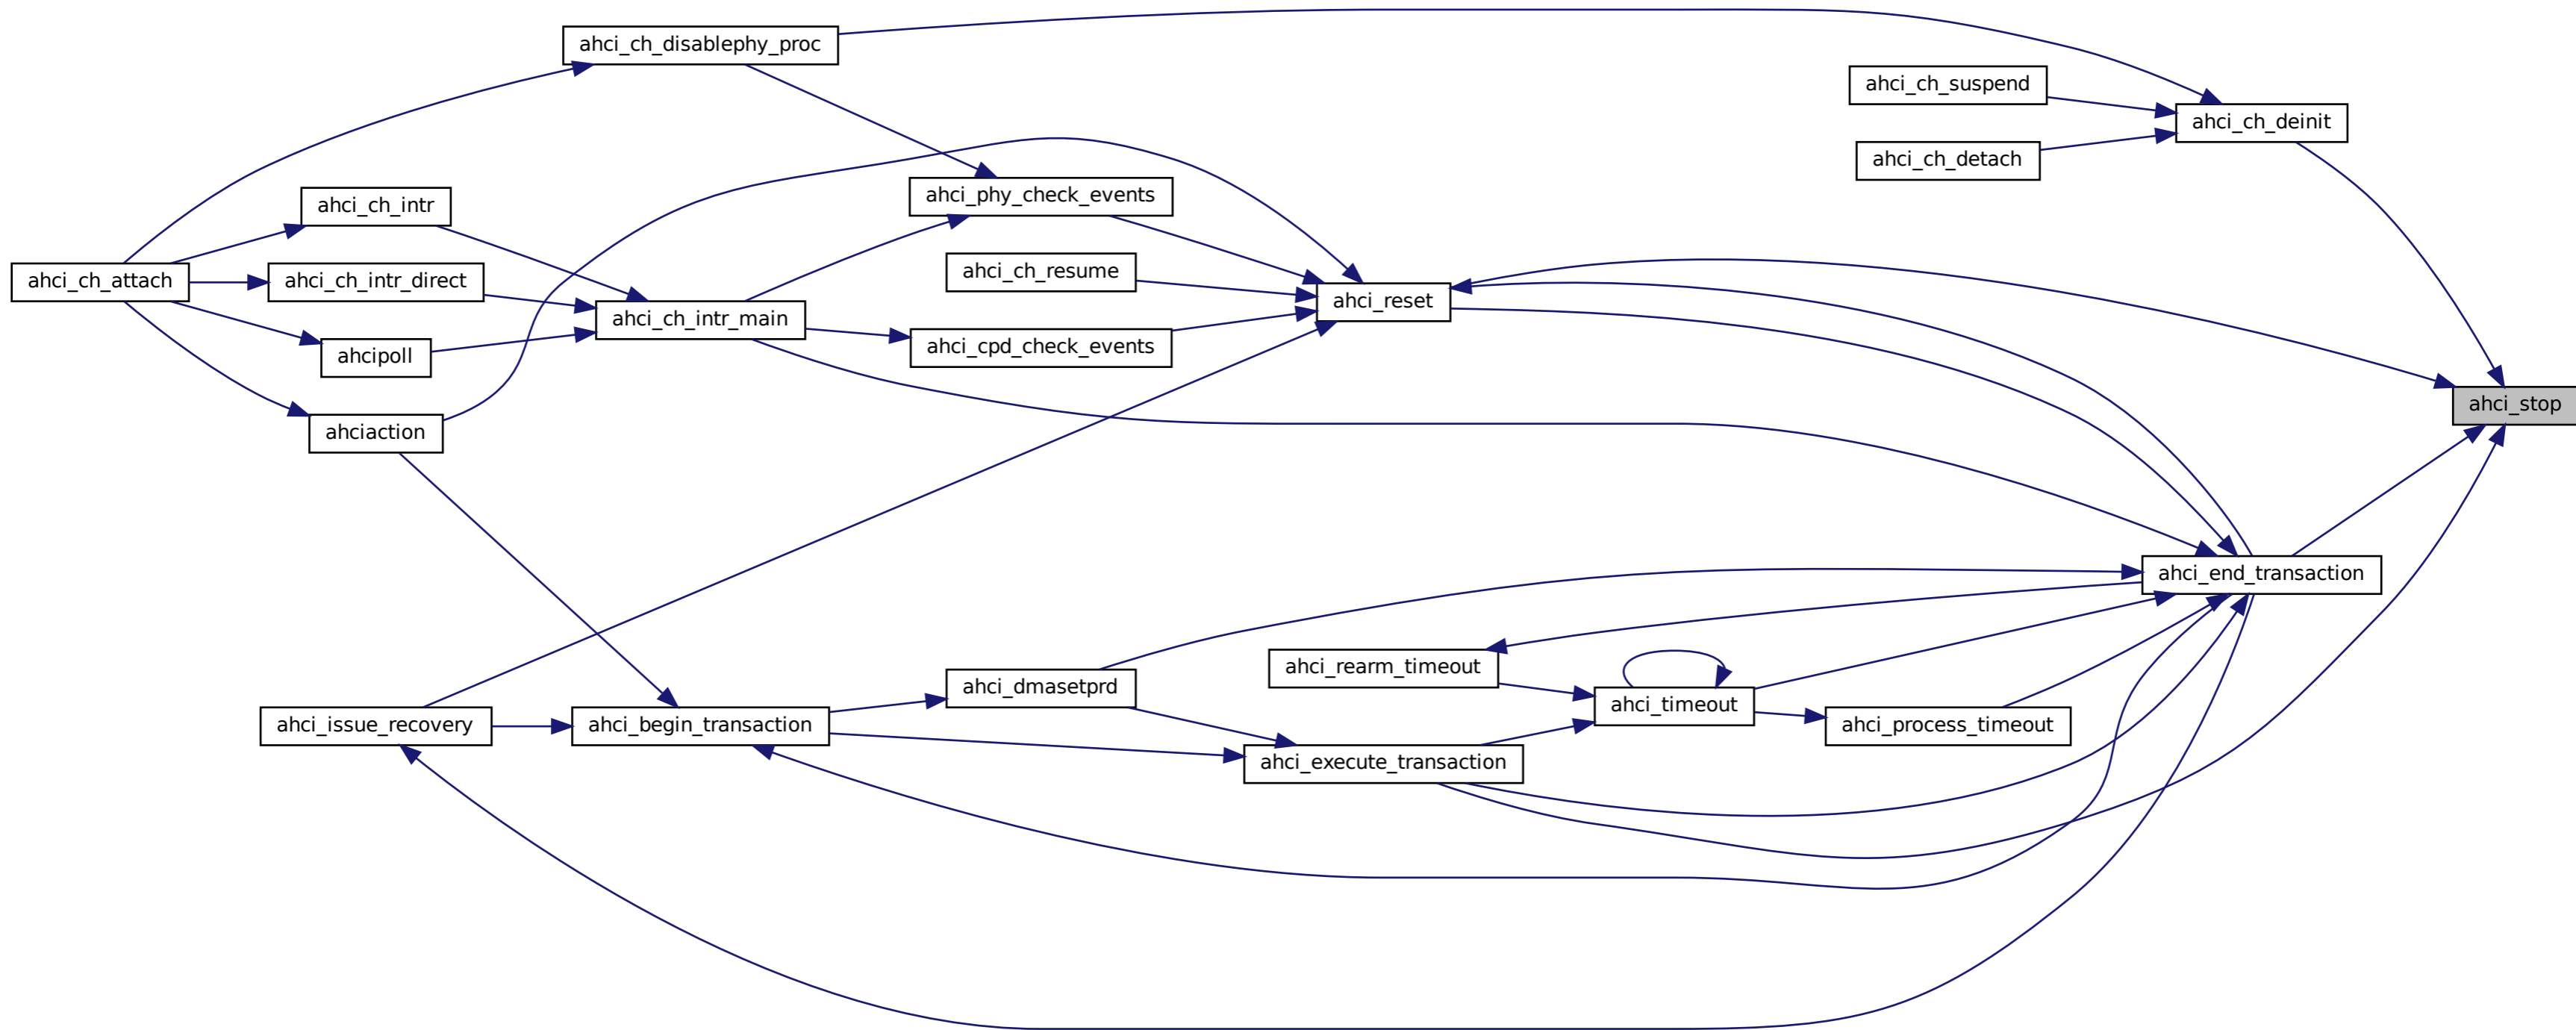 ahci_ch_disablephy_proc
ahci_ch_suspend
ahci_ch_deinit
ahci_ch_detach
ahci_phy_check_events
ahci_ch_intr
ahci_ch_resume
ahci_ch_attach
ahci_ch_intr_direct
ahci_reset
ahci_ch_intr_main
ahci_cpd_check_events
ahcipoll
ahci_stop
ahciaction
ahci_end_transaction
ahci_rearm_timeout
ahci_dmasetprd
ahci_timeout
ahci_issue_recovery
ahci_begin_transaction
ahci_process_timeout
ahci_execute_transaction